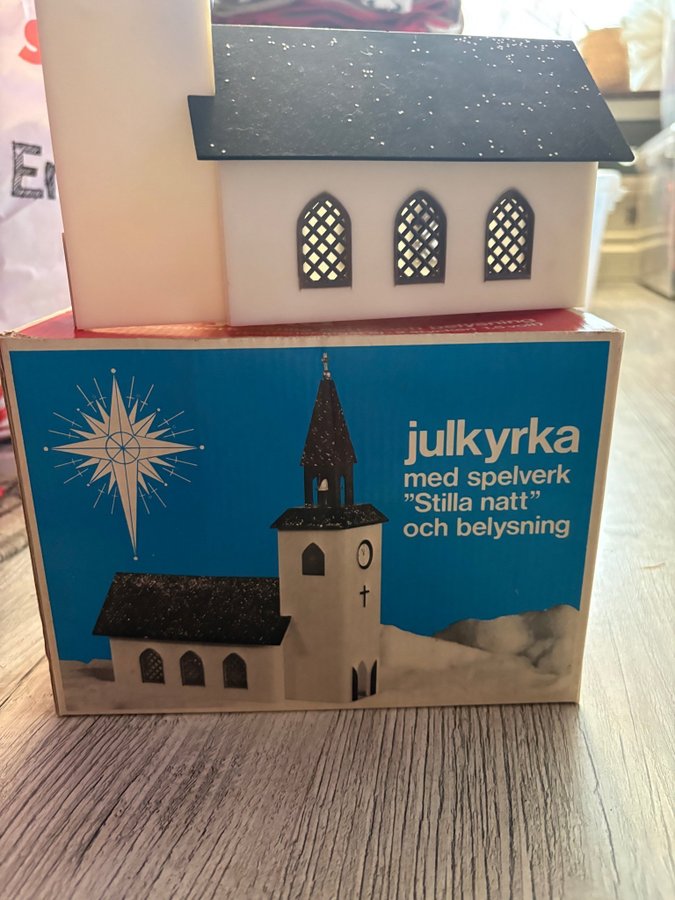 julkyrka
med spelverk
”Stilla natt”
och belysning